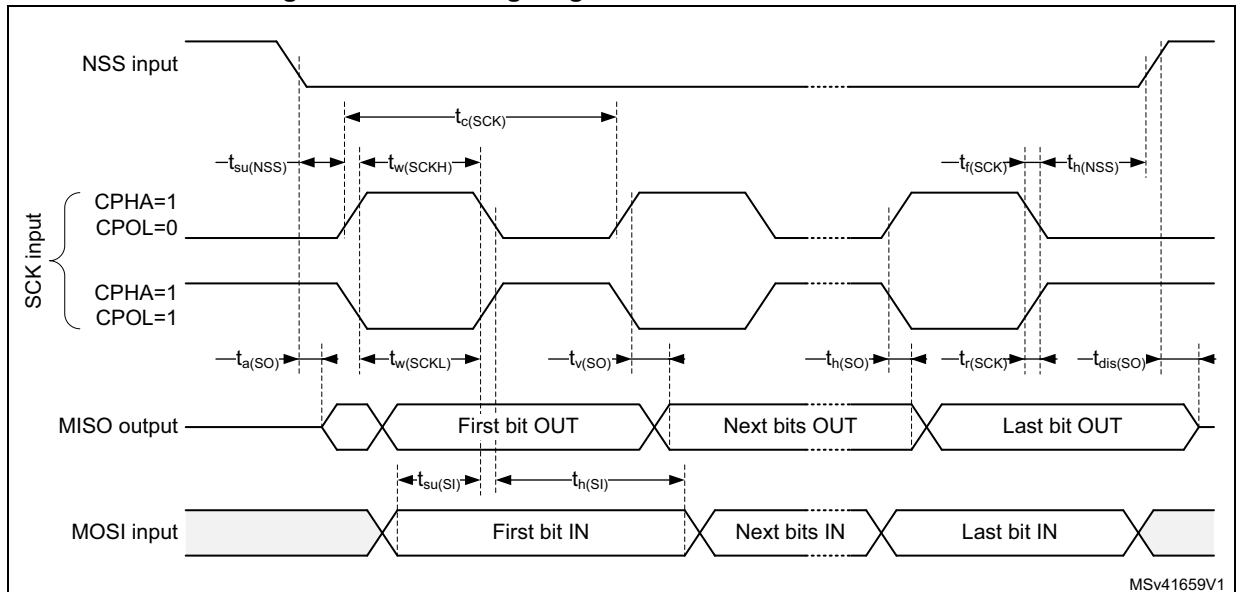 NSS input
tc(SCK)
tsu(NSS) tw(SCKH) tf(SCK) th(NSS)
SCK input
CPHA=1
CPOL=0
CPHA=1
CPOL=1
ta(SO) tw(SCKL) tv(SO) th(SO) tr(SCK) tdis(SO)
MISO output First bit OUT Next bits OUT Last bit OUT
tsu(SI) th(SI)
MOSI input First bit IN Next bits IN Last bit IN
MSv41659V1